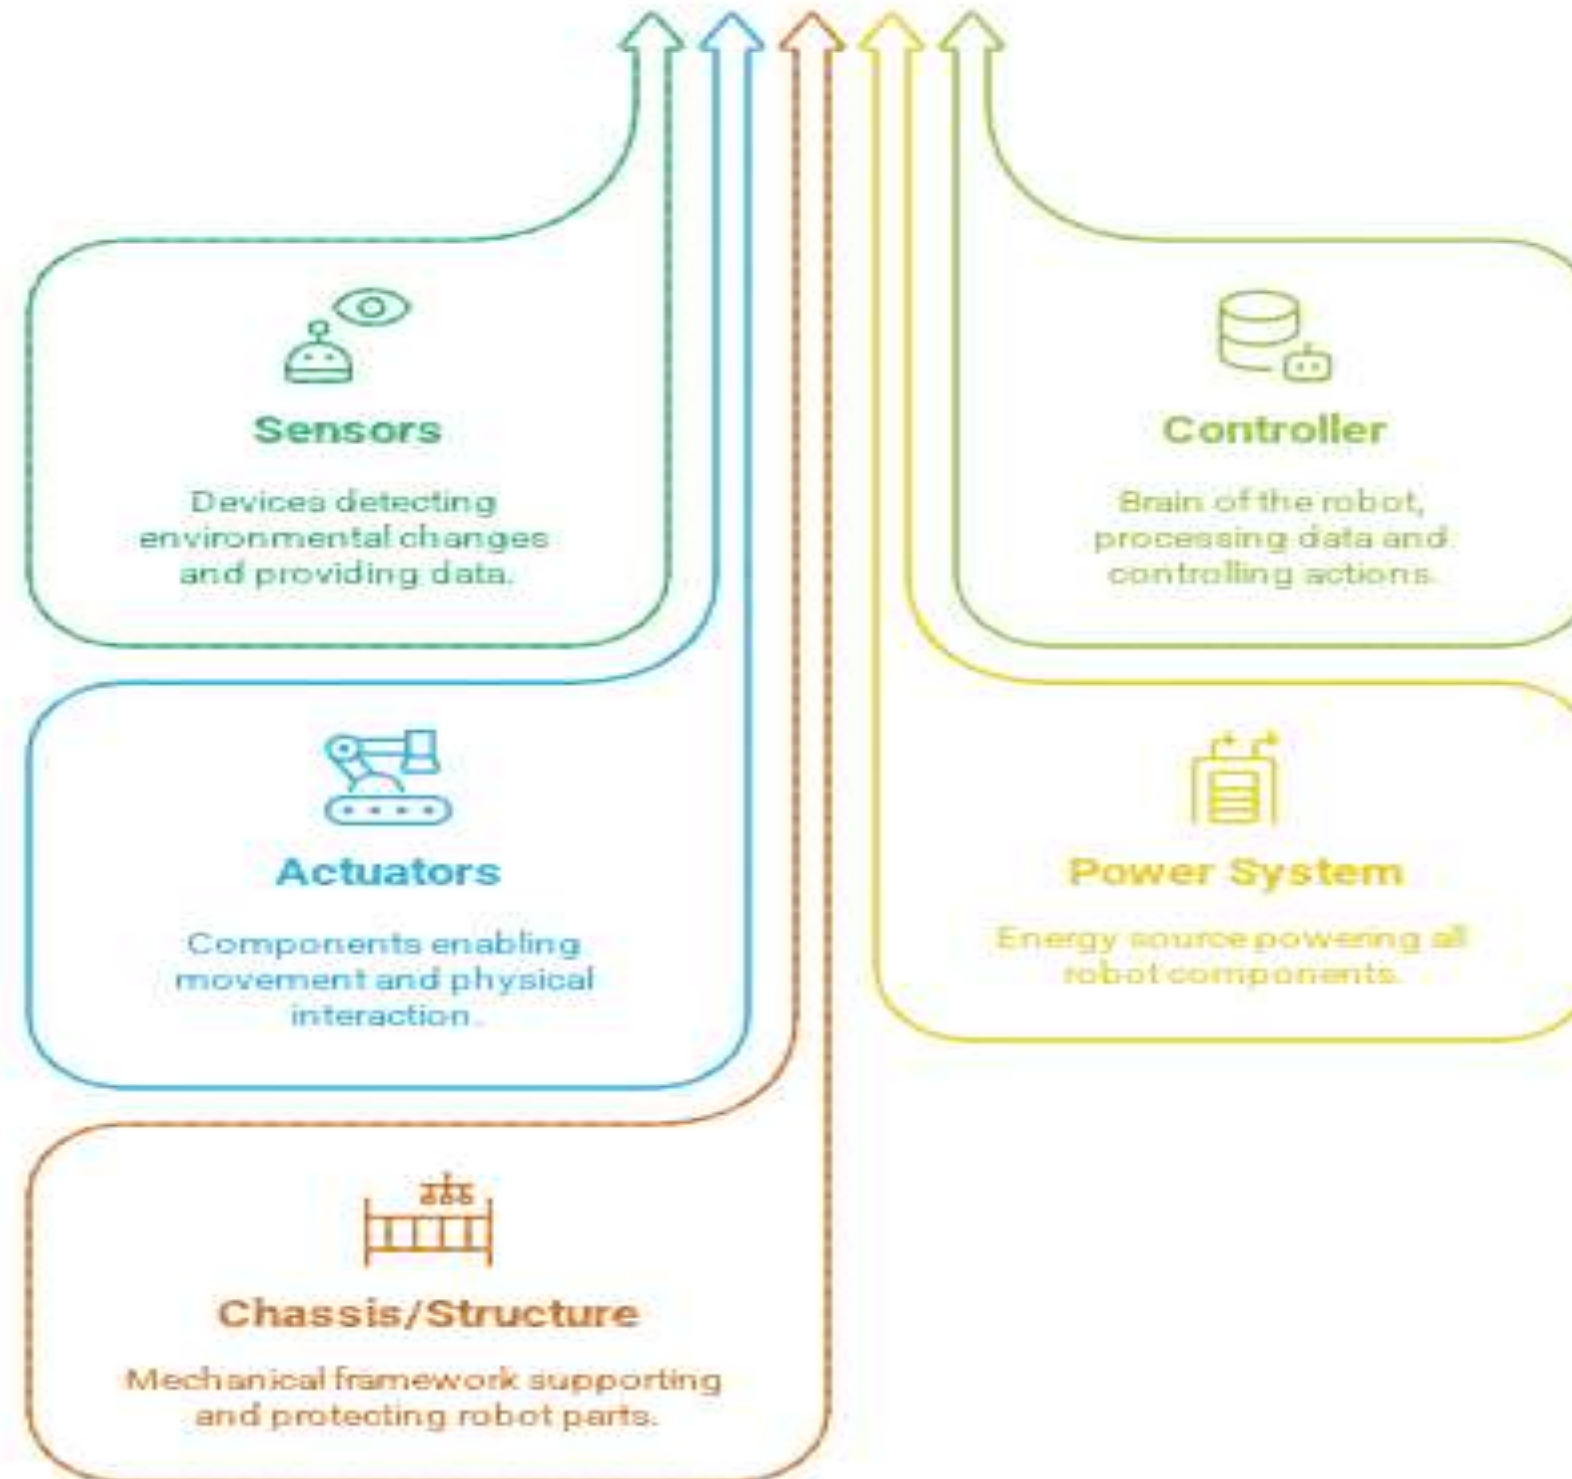 Sensors
Devices detecting
environmental changes
and providing data.
Controller
Brain of the robot,
processing data and
controlling actions.
Actuators
Components enabling
movement and physical
interaction.
Power System
Energy source powering all
robot components.
Chassis/Structure
Mechanical framework supporting
and protecting robot parts.